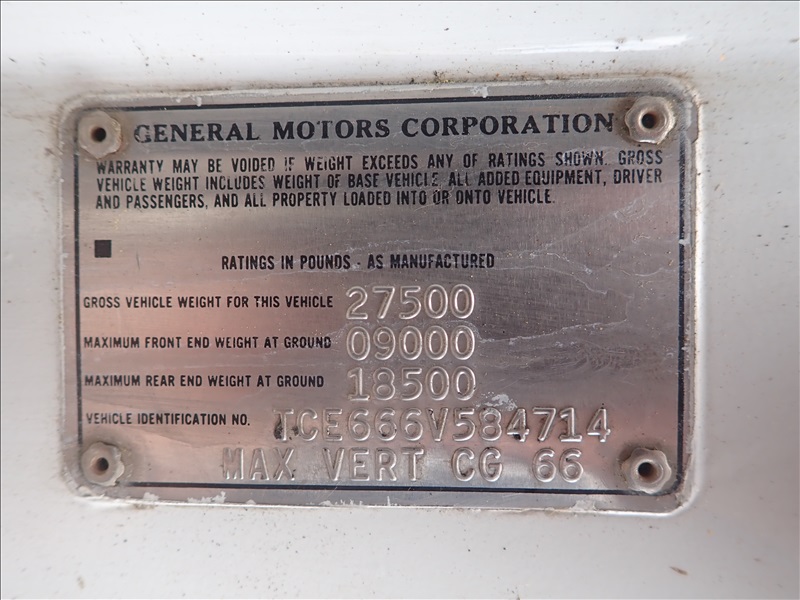 GENERAL MOTORS CORPORATION
WARRANTY MAY BE VOIDED IF WEIGHT EXCEEDS ANY OF RATINGS SHOWN. GROSS
VEHICLE WEIGHT INCLUDES WEIGHT OF BASE VEHICLE, ALL ADDED EQUIPMENT, DRIVER
AND PASSENGERS, AND ALL PROPERTY LOADED INTO OR ONTO VEHICLE.
RATINGS IN POUNDS - AS MANUFACTURED
GROSS VEHICLE WEIGHT FOR THIS VEHICLE 27500
MAXIMUM FRONT END WEIGHT AT GROUND 09000
MAXIMUM REAR END WEIGHT AT GROUND 18500
VEHICLE IDENTIFICATION NO. TCE666V584714
MAX VERT CG 66